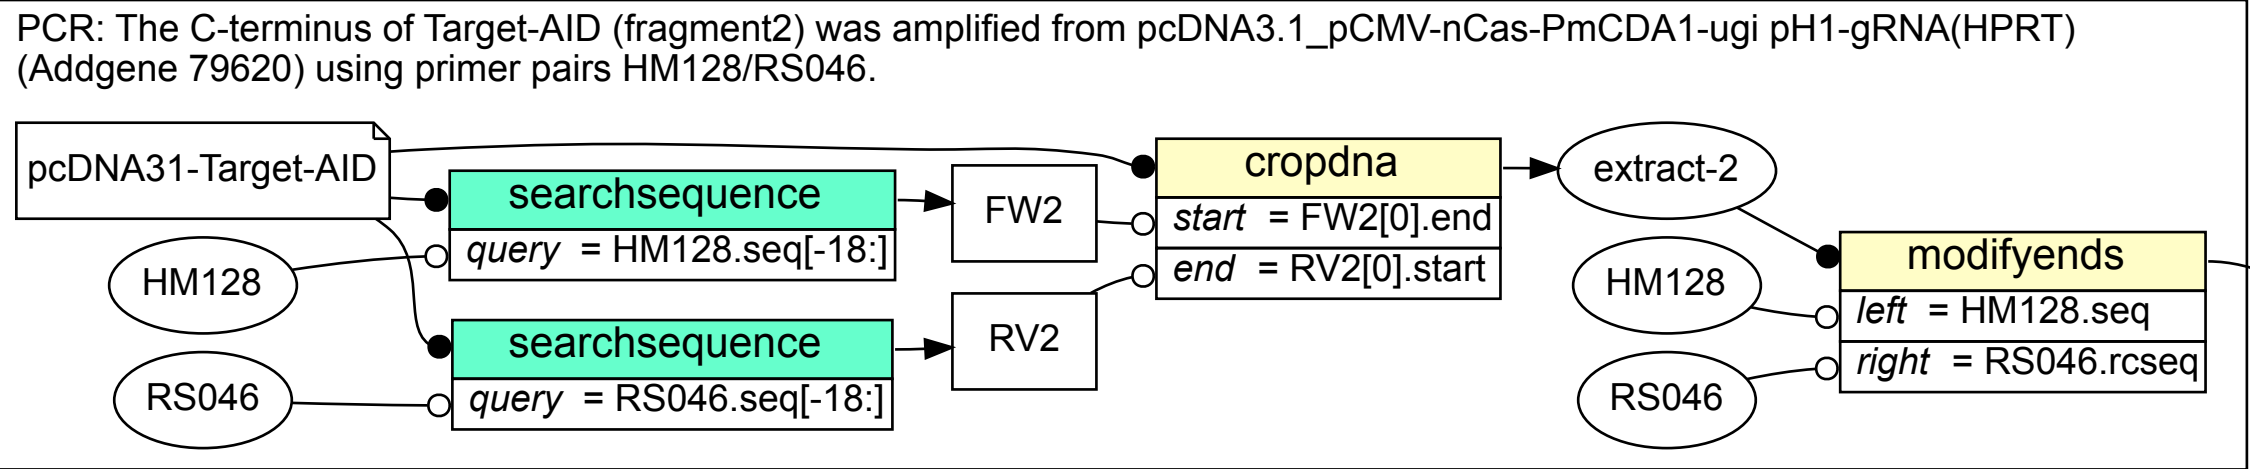 PCR: The C-terminus of Target-AID (fragment2) was amplified from pcDNA3.1_pCMV-nCas-PmCDA1-ugi pH1-gRNA(HPRT)
(Addgene 79620) using primer pairs HM128/RS046.
pcDNA31-Target-AID
HM128
RS046
searchsequence
query = HM128.seq[-18:]
searchsequence
query = RS046.seq[-18:]
FW2
RV2
cropdna
start = FW2[0].end
end = RV2[0].start
extract-2
HM128
RS046
modifyends
left = HM128.seq
right = RS046.rcseq